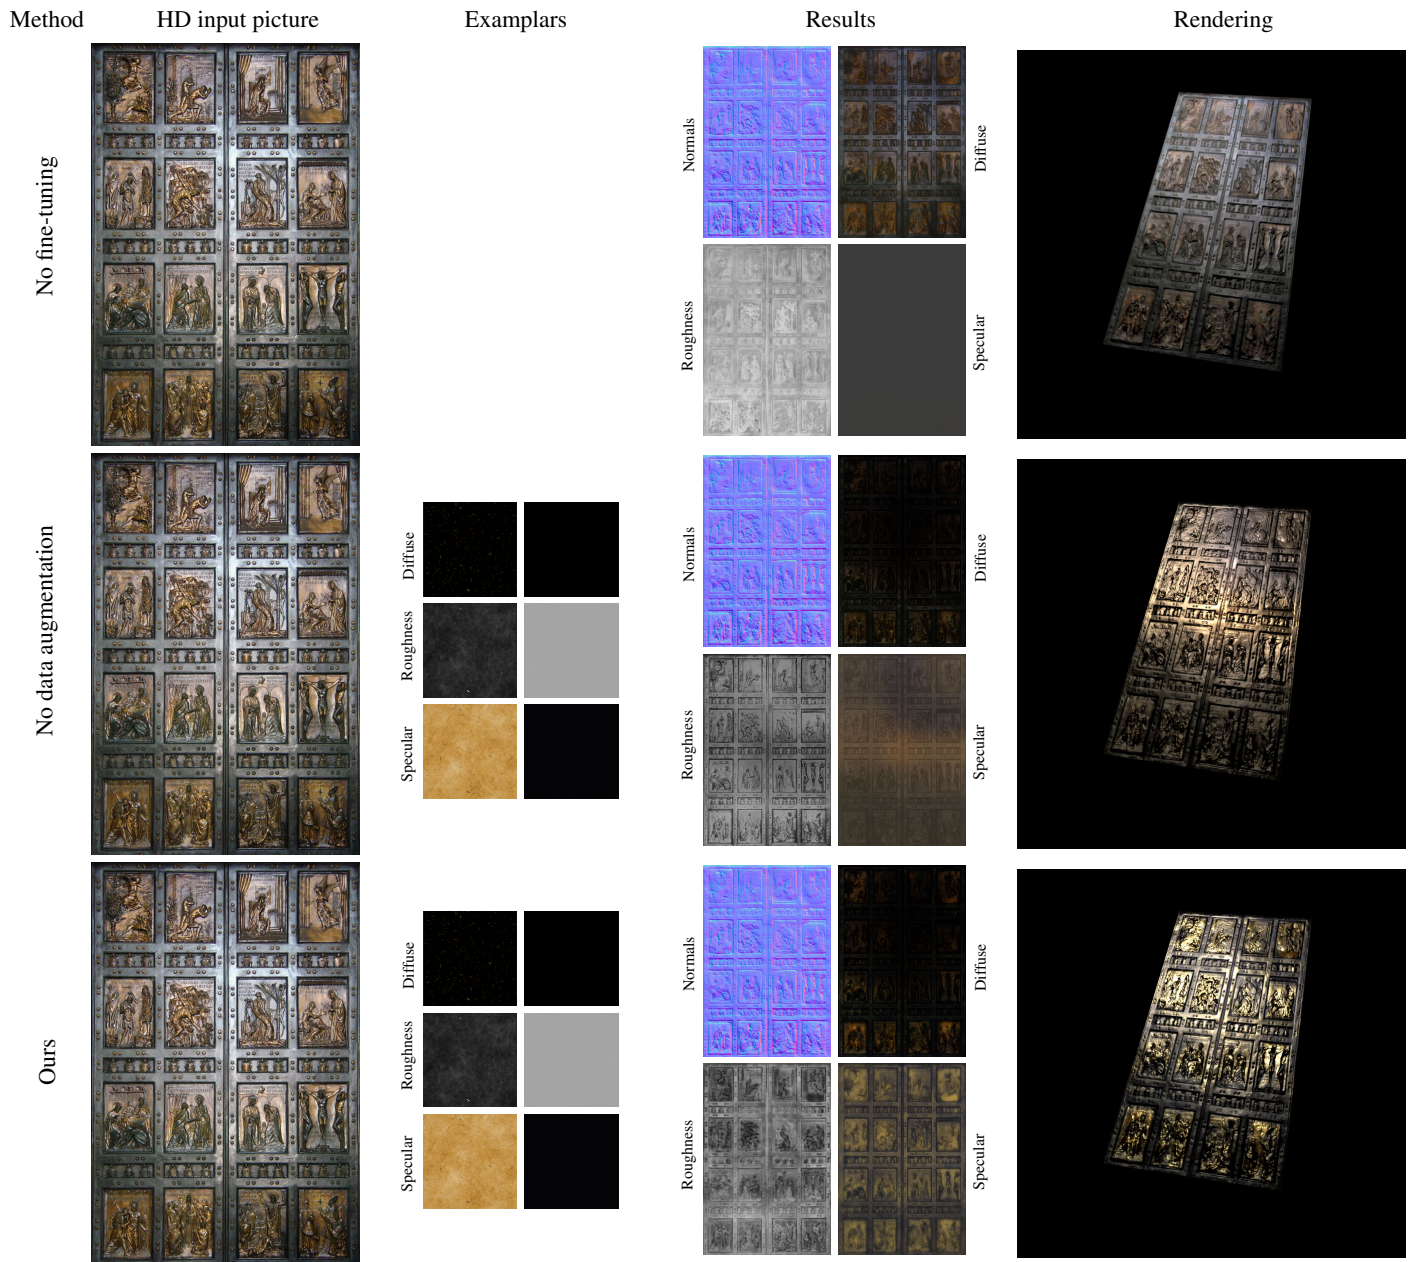 Method HD input picture Examplars Results Rendering
No fine-tuning
Normals
Diffuse
Roughness
Specular
No data augmentation
Diffuse
Roughness
Specular
Normals
Diffuse
Roughness
Specular
Ours
Diffuse
Roughness
Specular
Normals
Diffuse
Roughness
Specular